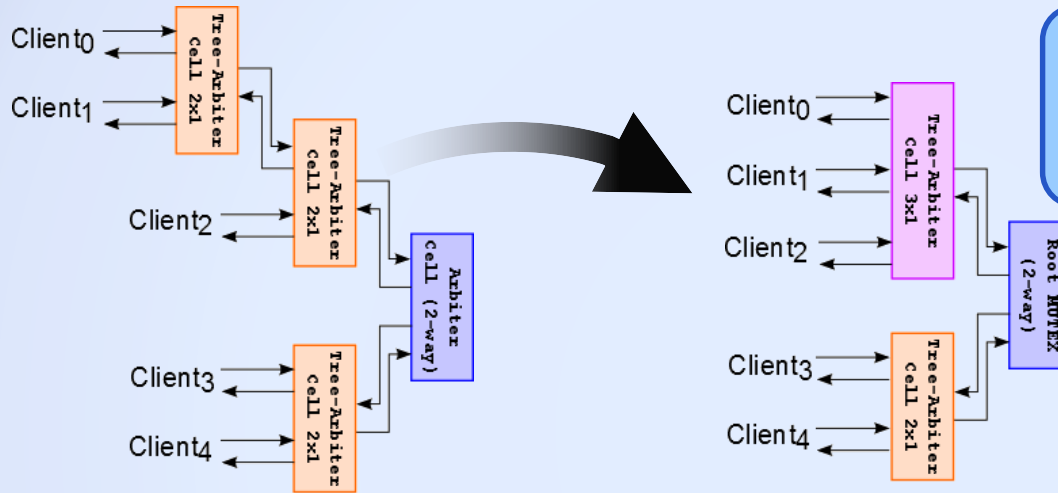 Client0
Client1
Tree-Arbiter
Cell 2x1
Tree-Arbiter
Cell 2x1
Client2
Arbiter
Cell (2-way)
Client3
Client4
Tree-Arbiter
Cell 2x1
Client0
Client1
Client2
Tree-Arbiter
Cell 3x1
Root MUTEX
(2-way)
Client3
Client4
Tree-Arbiter
Cell 2x1